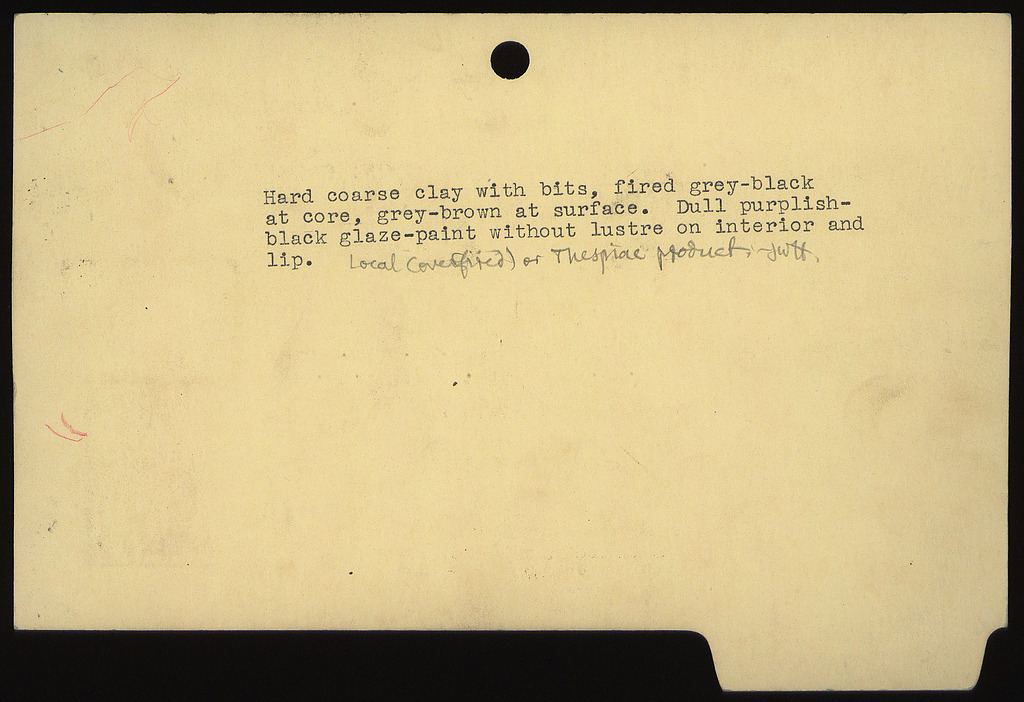 Hard coarse clay with bits, fired grey-black
at core, grey-brown at surface.  Dull purplish-
black glaze-paint without lustre on interior and
lip. Local (overfired) or Thespiae product. JWH.